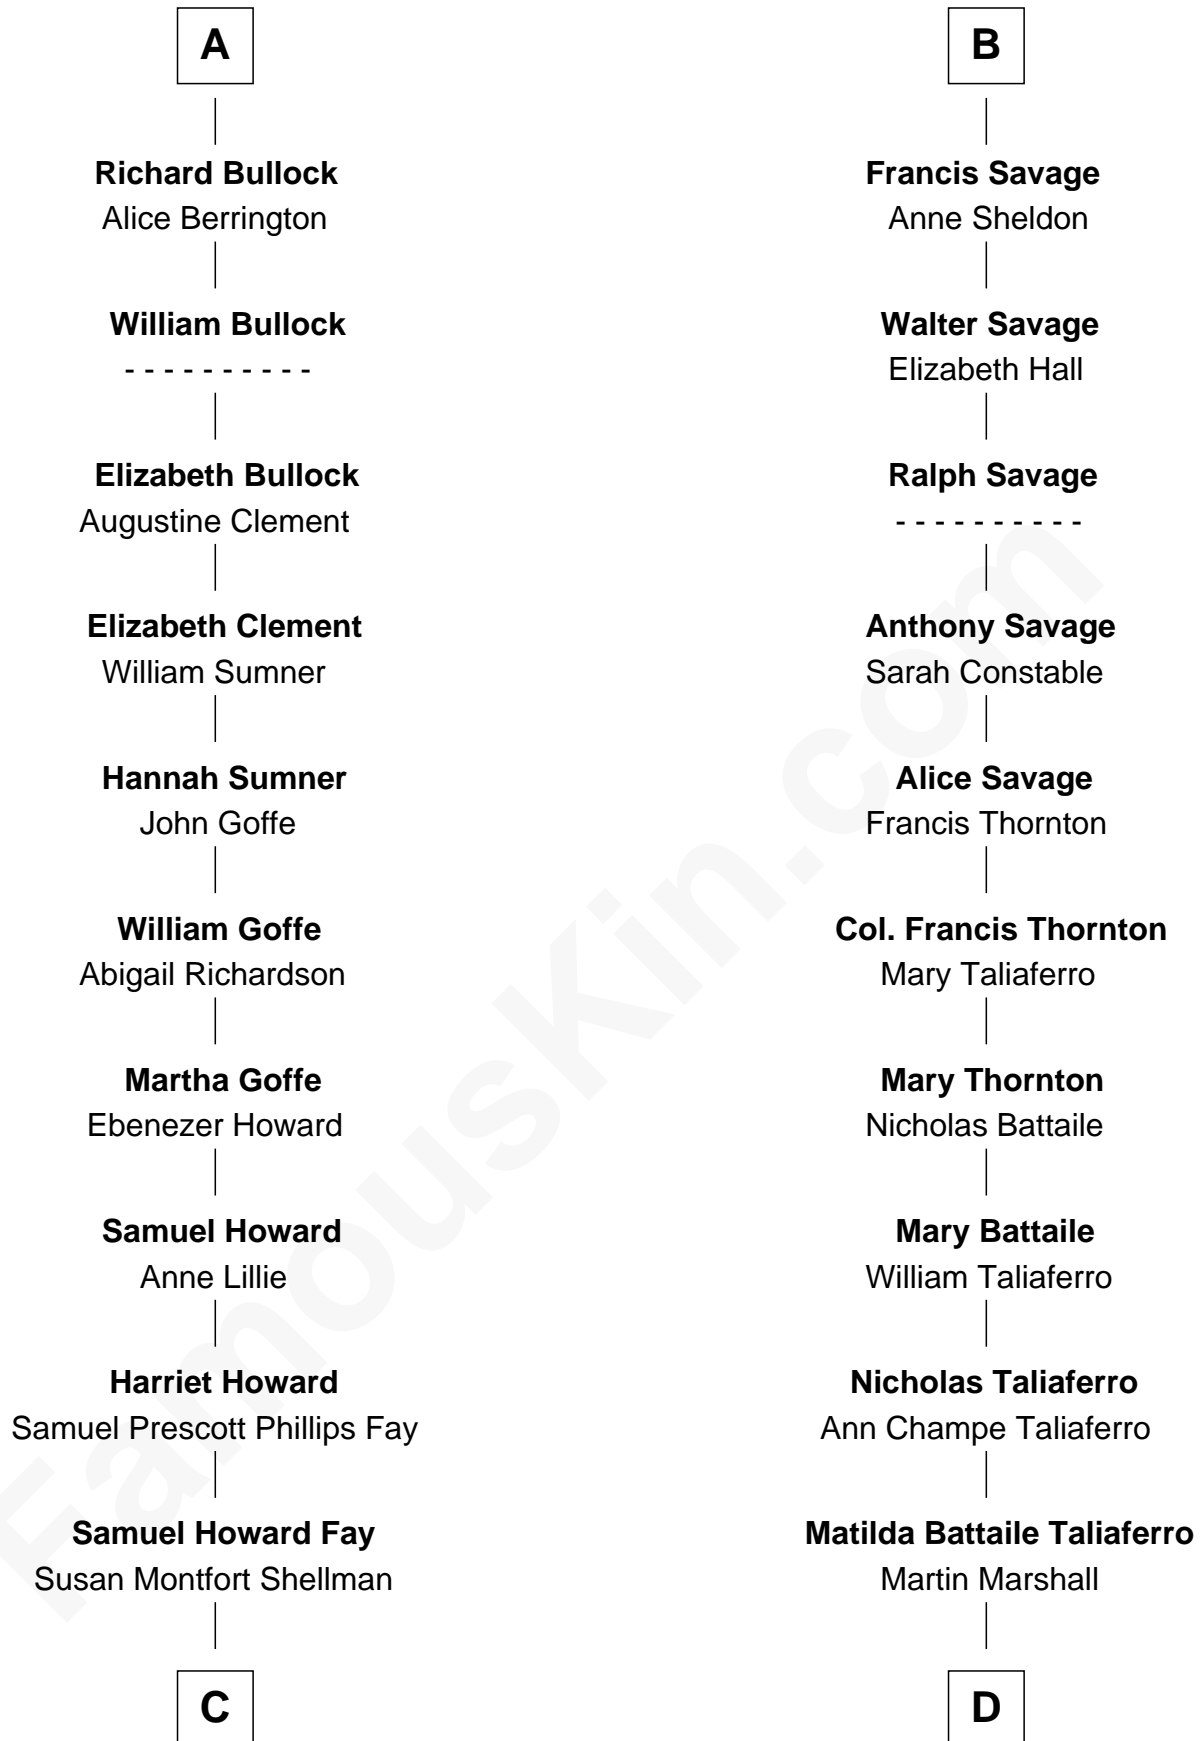 A
Richard Bullock
Alice Berrington
William Bullock
- - - - - - - - - -
Elizabeth Bullock
Augustine Clement
Elizabeth Clement
William Sumner
Hannah Sumner
John Goffe
William Goffe
Abigail Richardson
Martha Goffe
Ebenezer Howard
Samuel Howard
Anne Lillie
Harriet Howard
Samuel Prescott Phillips Fay
Samuel Howard Fay
Susan Montfort Shellman
C
B
Francis Savage
Anne Sheldon
Walter Savage
Elizabeth Hall
Ralph Savage
- - - - - - - - - -
Anthony Savage
Sarah Constable
Alice Savage
Francis Thornton
Col. Francis Thornton
Mary Taliaferro
Mary Thornton
Nicholas Battaile
Mary Battaile
William Taliaferro
Nicholas Taliaferro
Ann Champe Taliaferro
Matilda Battaile Taliaferro
Martin Marshall
D
FamousKin.com